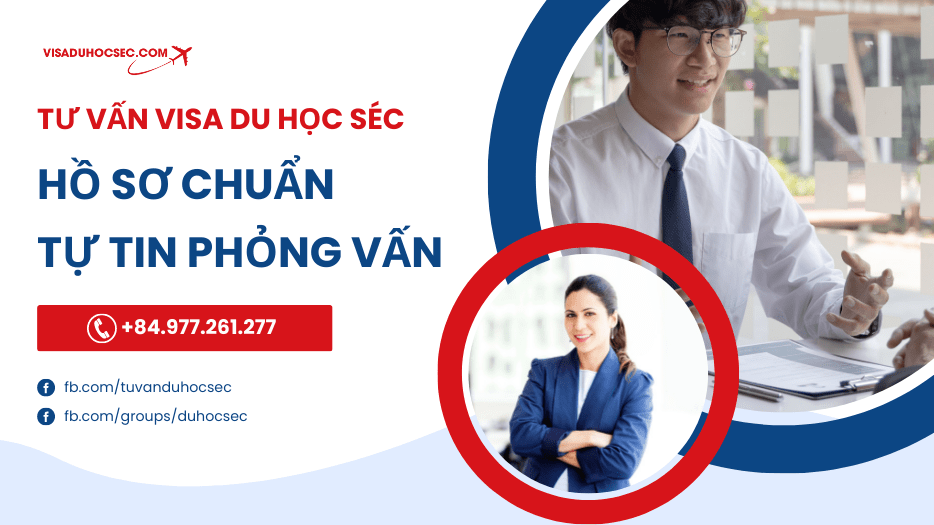 VISADUHOCSEC.COM
TƯ VẤN VISA DU HỌC SÉC
HỒ SƠ CHUẨN
TỰ TIN PHỎNG VẤN
+84.977.261.277
fb.com/tuvanduhocsec
fb.com/groups/duhocsec